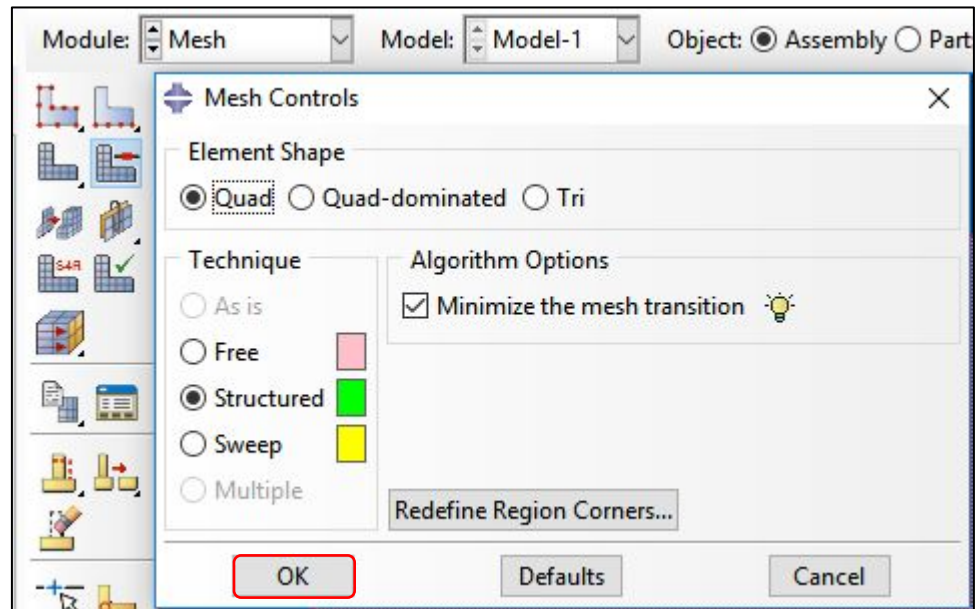 Module: Mesh Model: Model-1 Object: Assembly Part
Mesh Controls
Element Shape
Quad Quad-dominated Tri
Technique
As is
Free
Structured
Sweep
Multiple
Algorithm Options
Minimize the mesh transition
Redefine Region Corners...
OK Defaults Cancel
S4R